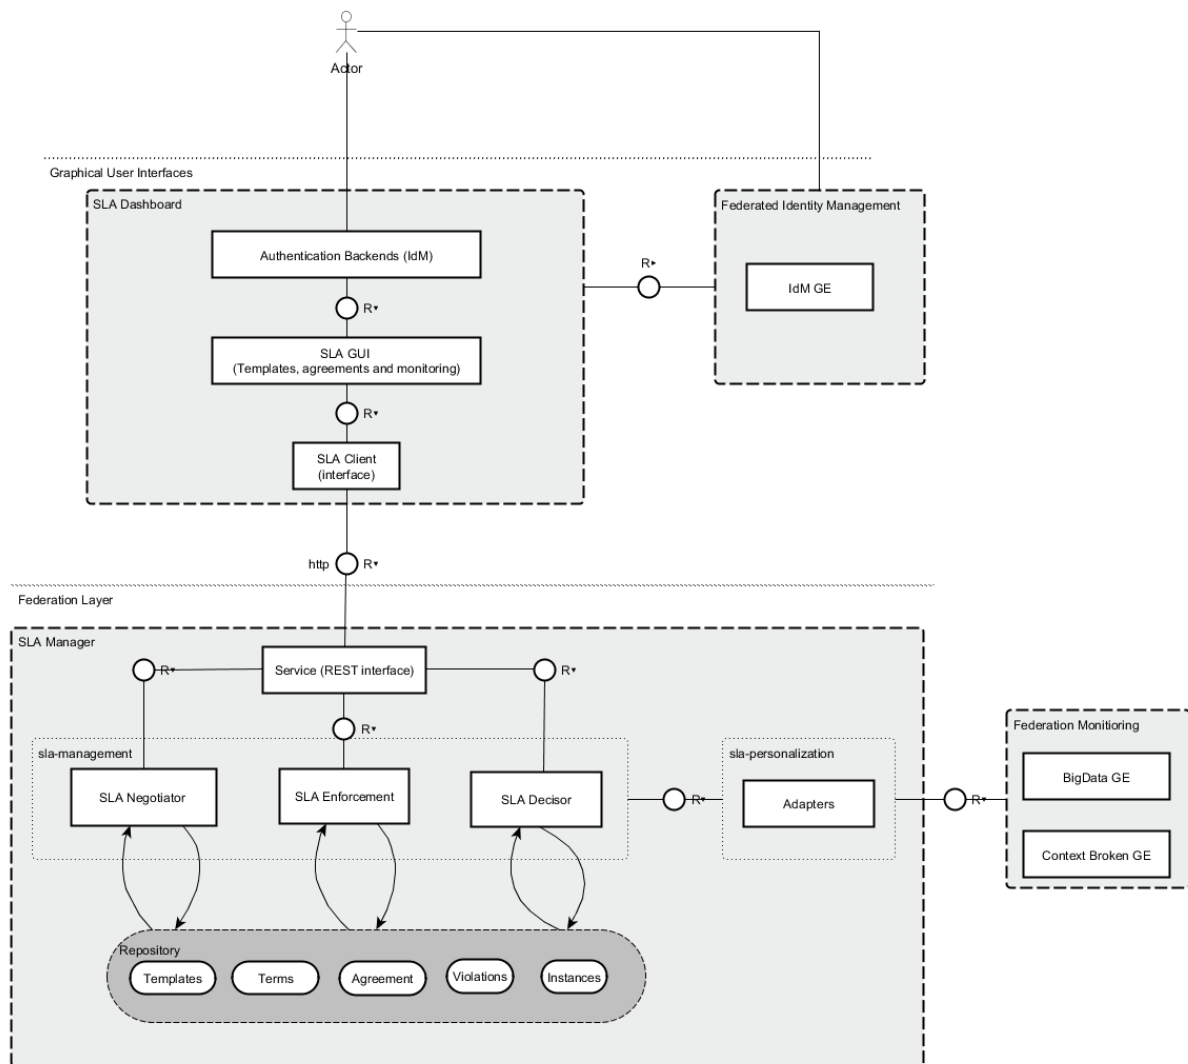 Actor
Graphical User Interfaces
SLA Dashboard
Federated Identity Management
Authentication Backends (IdM)
R
IdM GE
R
SLA GUI
(Templates, agreements and monitoring)
R
SLA Client
(interface)
http
R
Federation Layer
SLA Manager
Service (REST interface)
R
R
R
sla-management
sla-personalization
Federation Monitiring
SLA Negotiator
SLA Enforcement
SLA Decisor
R
Adapters
R
BigData GE
Context Broken GE
Repository
Templates
Terms
Agreement
Violations
Instances